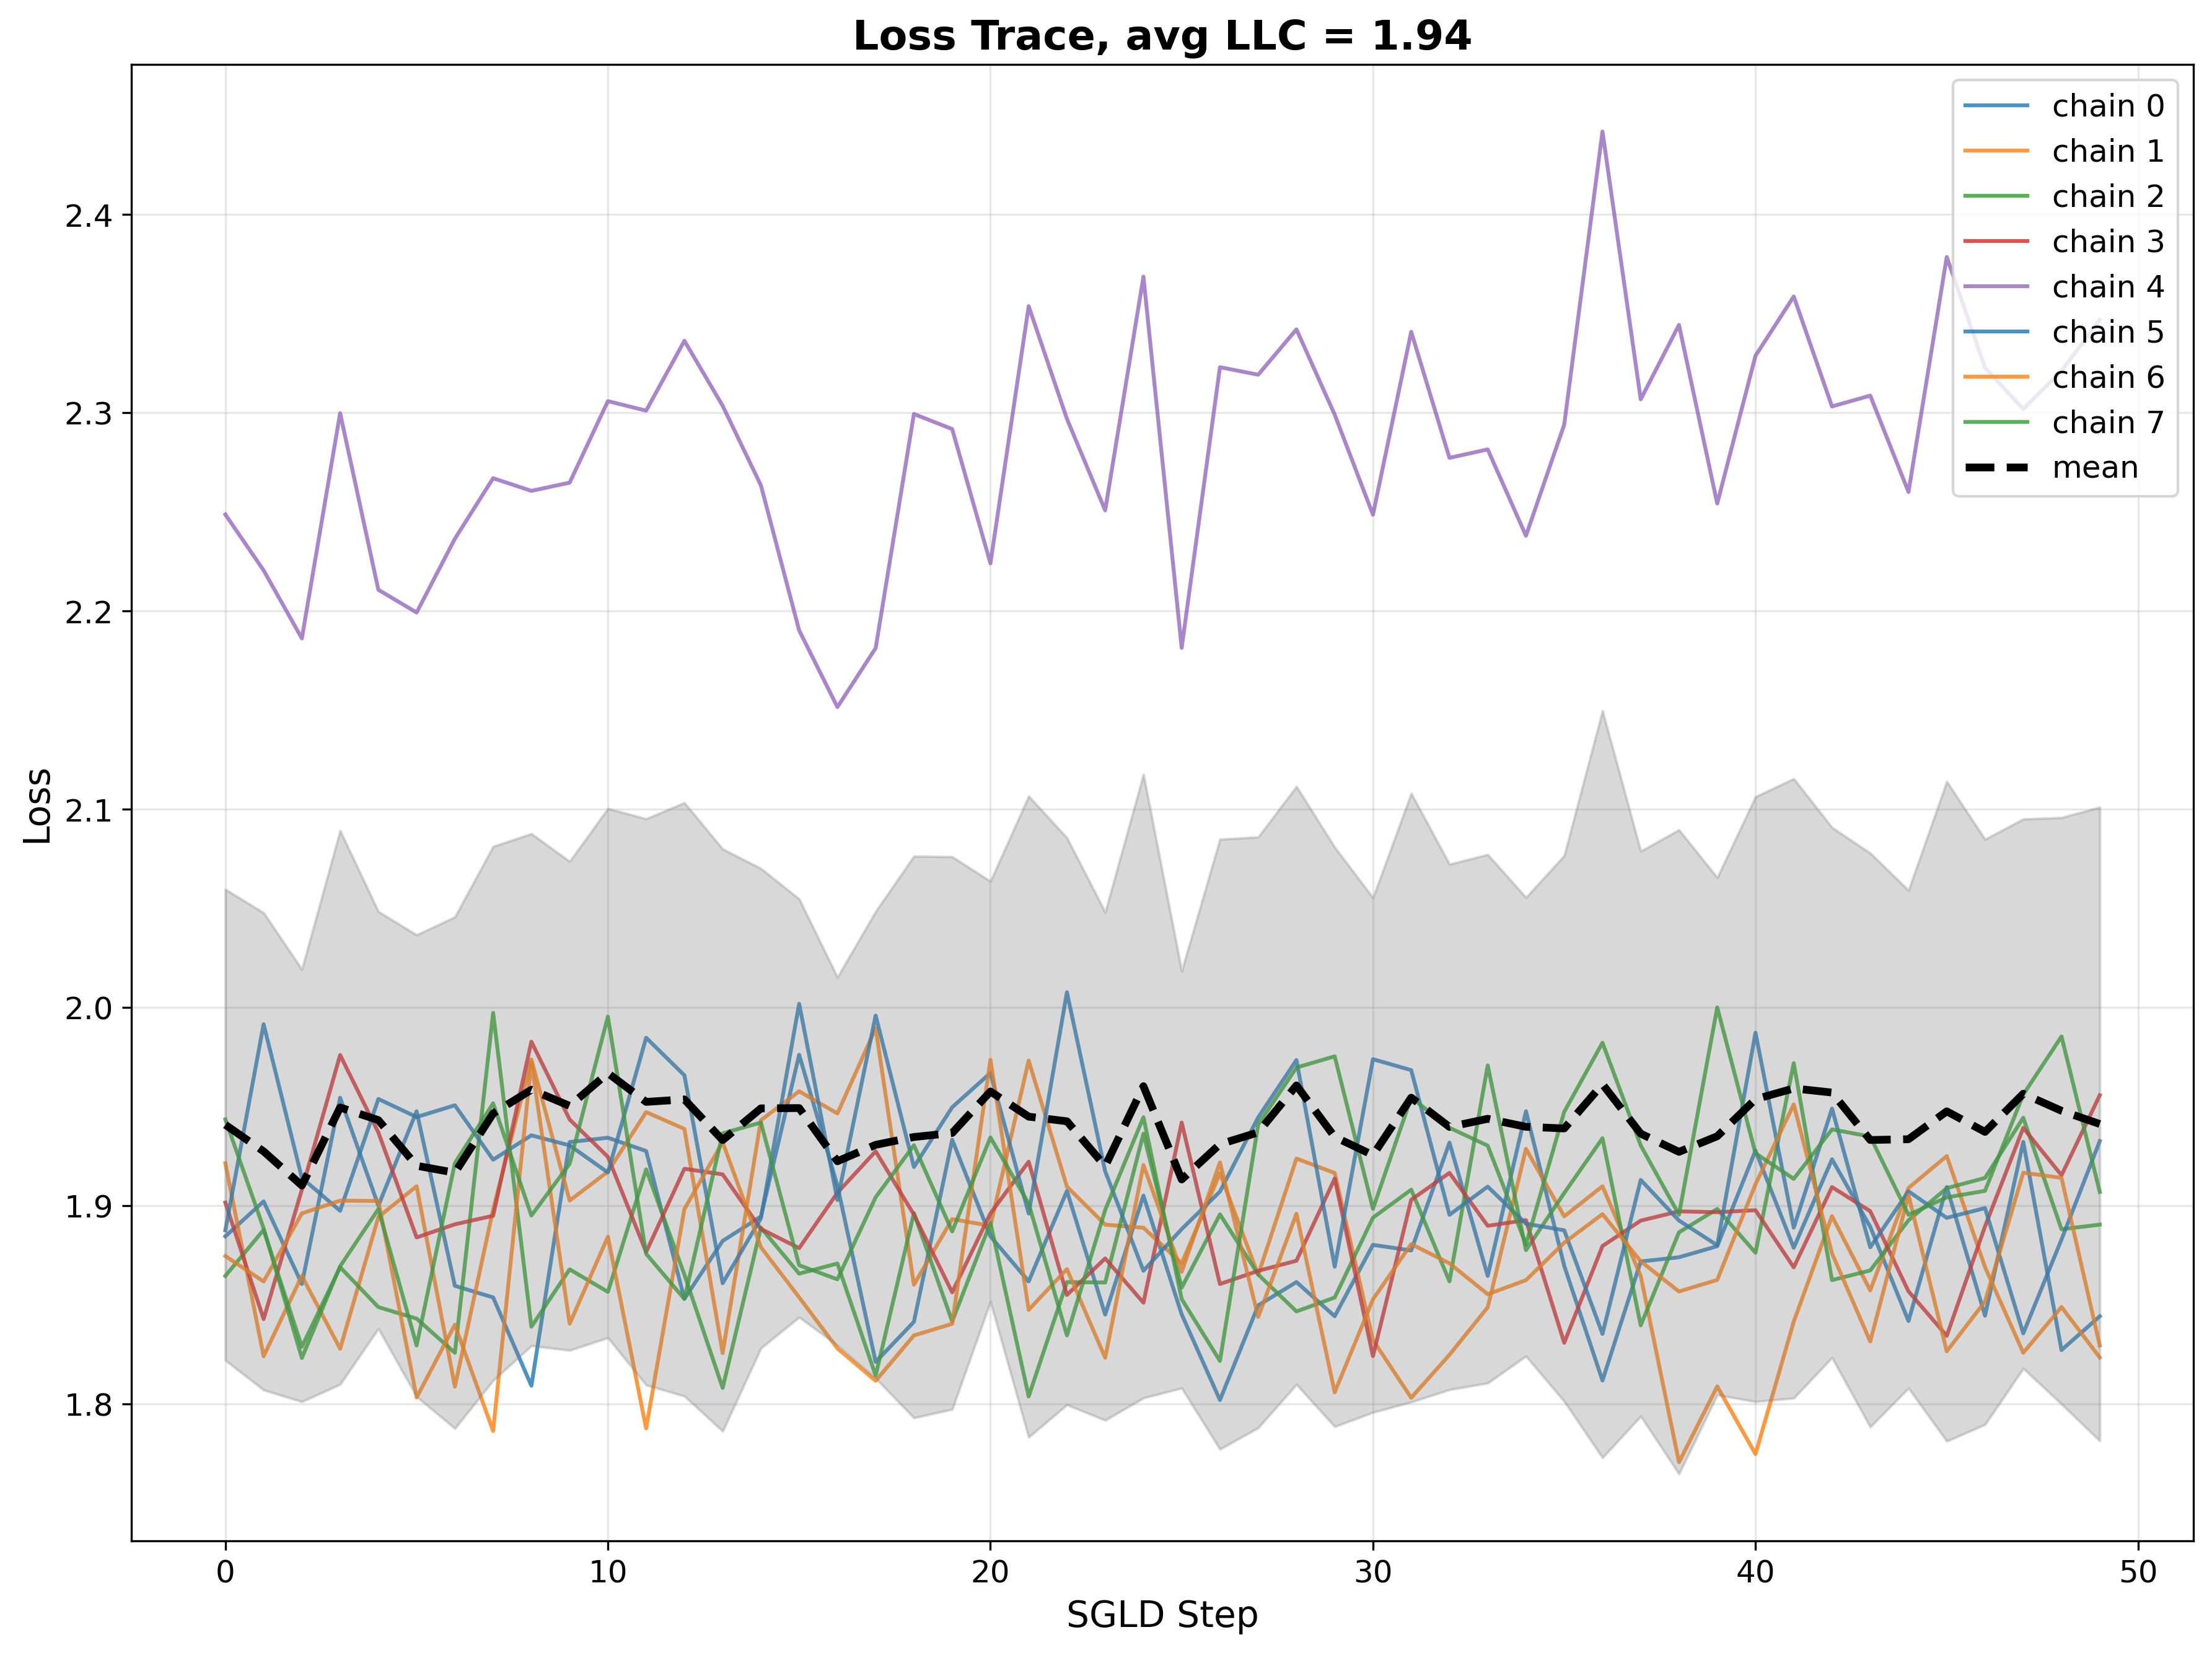 Loss Trace, avg LLC = 1.94
chain 0
chain 1
chain 2
chain 3
chain 4
chain 5
chain 6
chain 7
mean
Loss
2.4
2.3
2.2
2.1
2.0
1.9
1.8
0
10
20
30
40
50
SGLD Step